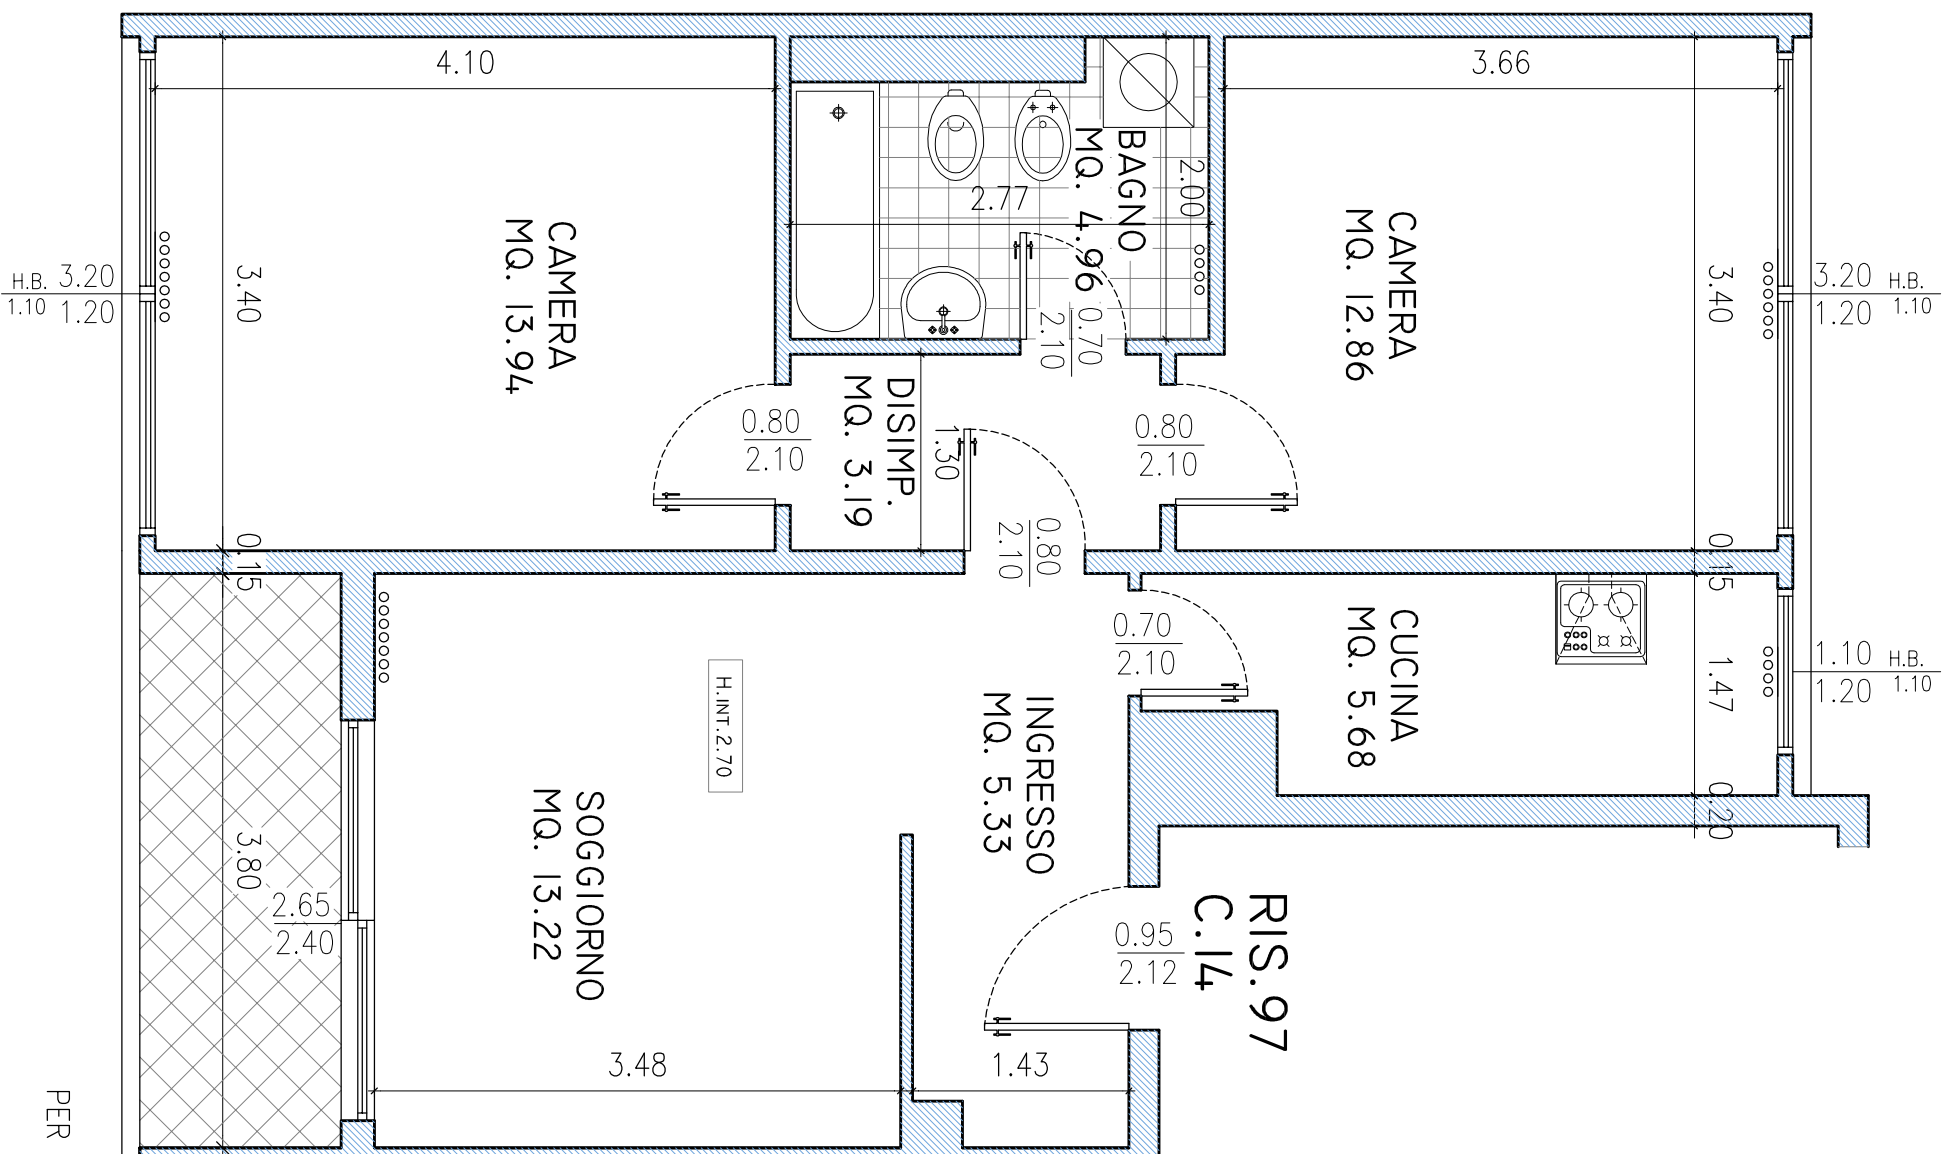 4.10
3.66
CAMERA
MQ. 13.94
3.40
H.B. 3.20
1.10 1.20
BAGNO
MQ. 4.96
2.77
2.00
0.70
2.10
CAMERA
MQ. 12.86
3.40
3.20 H.B.
1.20 1.10
0.80
2.10
DISIMP.
MQ. 3.19
1.30
0.80
2.10
0.80
2.10
0.15
0.15
0.70
2.10
CUCINA
MQ. 5.68
1.47
1.10 H.B.
1.20 1.10
0.20
H.INT.2.70
INGRESSO
MQ. 5.33
SOGGIORNO
MQ. 13.22
3.80
2.65
2.40
0.95
2.12
RIS.97
C.14
3.48
1.43
PER